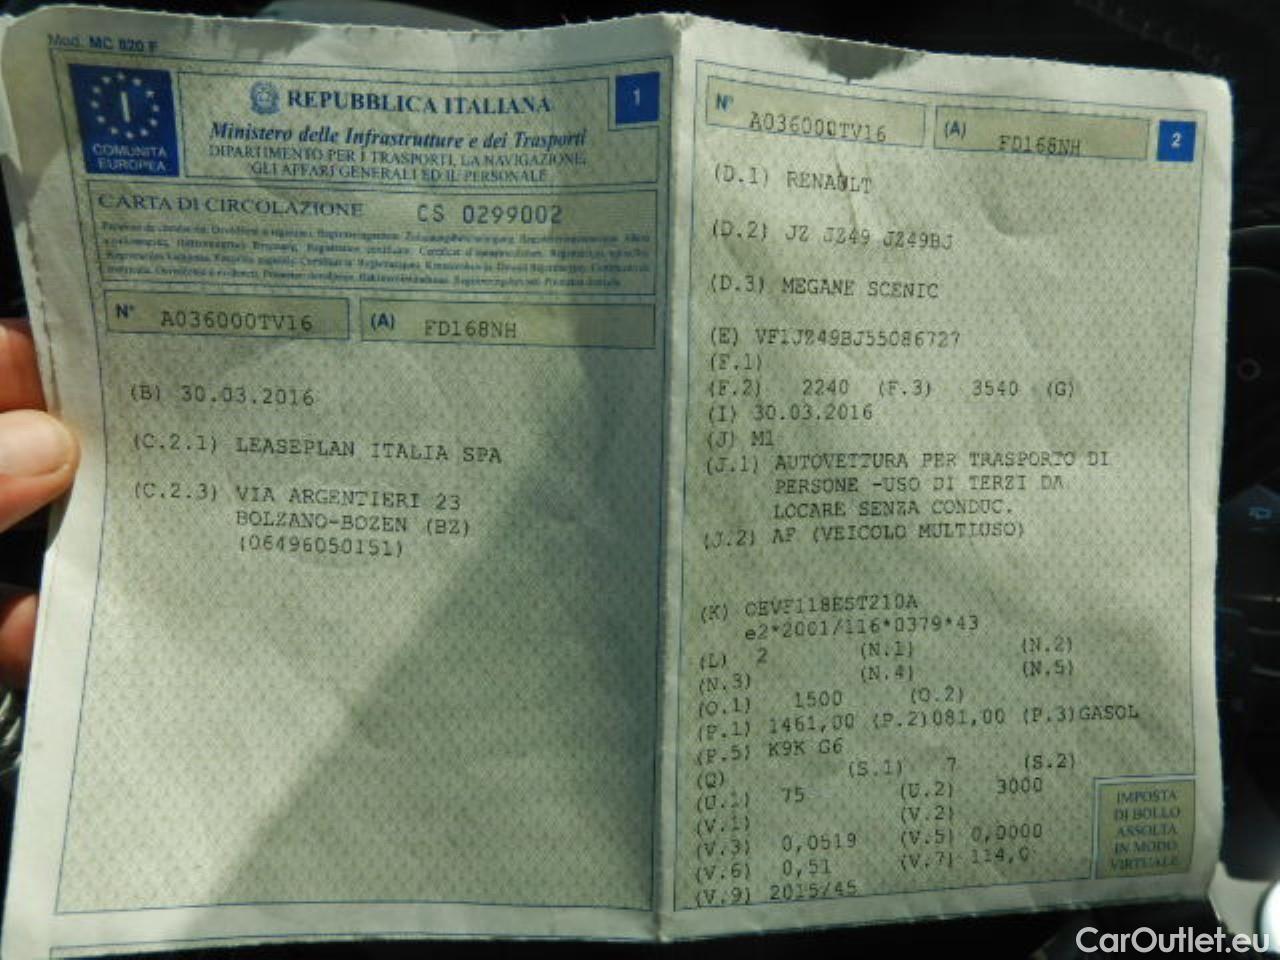 Mod. MC 820 F
I
COMUNITA
EUROPEA
REPUBBLICA ITALIANA
1
Ministero delle Infrastrutture e dei Trasporti
DIPARTIMENTO PER I TRASPORTI, LA NAVIGAZIONE,
GLI AFFARI GENERALI ED IL PERSONALE
CARTA DI CIRCOLAZIONE CS 0299002
N° A036000TV16 (A) FD168NH
(B) 30.03.2016
(C.2.1) LEASEPLAN ITALIA SPA
(C.2.3) VIA ARGENTIERI 23
BOLZANO-BOZEN (BZ)
(06496050151)
N° A036000TV16 (A) FD168NH 2
(D.1) RENAULT
(D.2) JZ JZ49 JZ49BJ
(D.3) MEGANE SCENIC
(E) VF1JZ49BJ55086727
(F.1)
(F.2) 2240 (F.3) 3540 (G)
(I) 30.03.2016
(J) M1
(J.1) AUTOVETTURA PER TRASPORTO DI
PERSONE -USO DI TERZI DA
LOCARE SENZA CONDUC.
(J.2) AF (VEICOLO MULTIUSO)
(K) OEVF118EST210A
e2*2001/116*0379*43
(L) 2 (N.1) (N.2)
(N.3) (N.4) (N.5)
(O.1) 1500 (O.2)
(P.1) 1461,00 (P.2)081,00 (P.3)GASOL
(P.5) K9K G6
(Q) (S.1) 7 (S.2)
(U.1) 75 (U.2) 3000
(V.1) (V.2)
(V.3) 0,0519 (V.5) 0,0000
(V.6) 0,51 (V.7) 114,0
(V.9) 2015/45
IMPOSTA
DI BOLLO
ASSOLTA
IN MODO
VIRTUALE
CarOutlet.eu